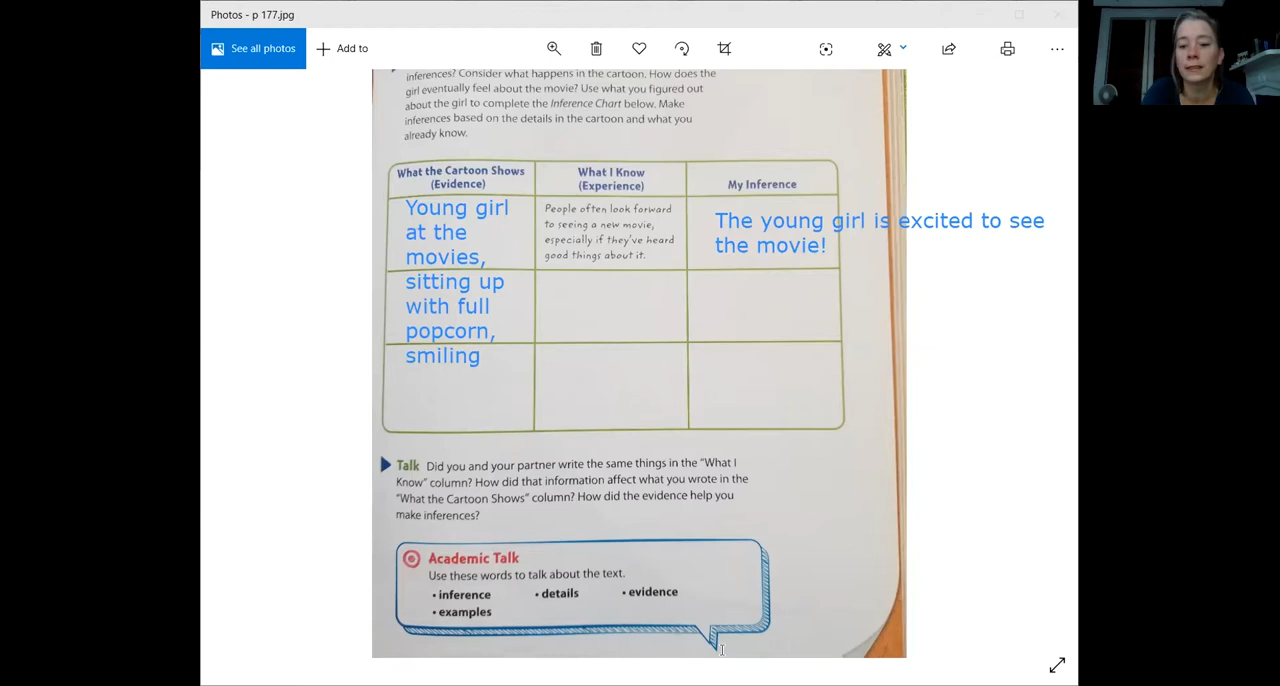 Photos - p 177.jpg
See all photos
Add to
inferences? Consider what happens in the cartoon. How does the
girl eventually feel about the movie? Use what you figured out
about the girl to complete the Inference Chart below. Make
inferences based on the details in the cartoon and what you
already know.
What the Cartoon Shows
(Evidence)
What I Know
(Experience)
My Inference
Young girl
at the
movies,
sitting up
with full
popcorn,
smiling
People often look forward
to seeing a new movie,
especially if they've heard
good things about it.
The young girl is excited to see
the movie!
Talk Did you and your partner write the same things in the "What I
Know" column? How did that information affect what you wrote in the
"What the Cartoon Shows" column? How did the evidence help you
make inferences?
Academic Talk
Use these words to talk about the text.
• inference • details • evidence
• examples